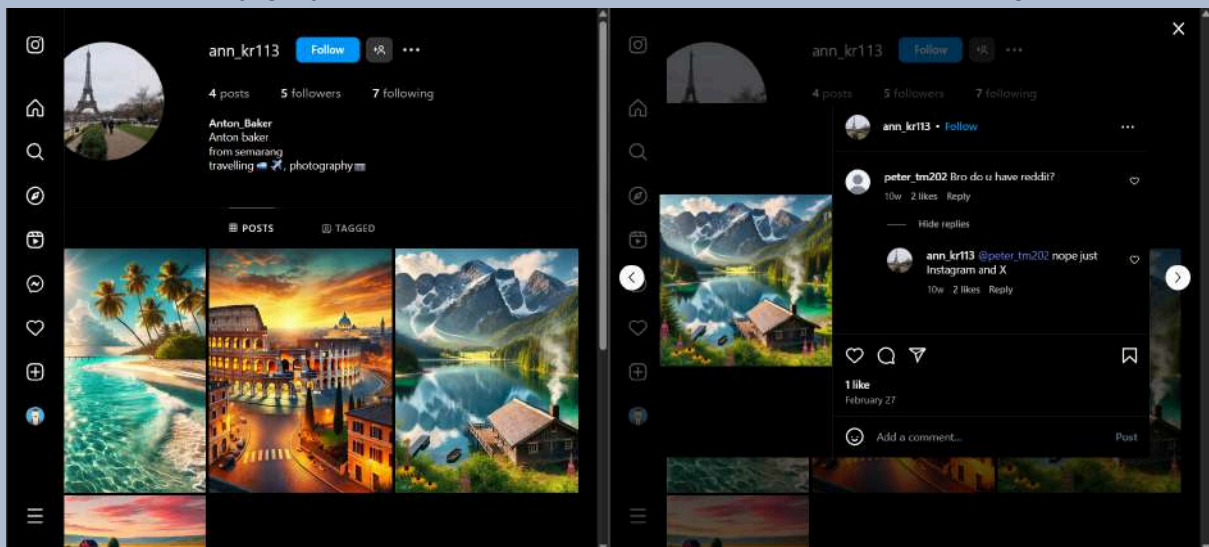 ann_kr113 Follow
4 posts 5 followers 7 following
Anton_Baker
Anton baker
from semarang
travelling🚅✈️, photography📷
POSTS TAGGED
ann_kr113 Follow
4 posts 5 followers 7 following
ann_kr113 • Follow
peter_tm202 Bro do u have reddit?
10w 2 likes Reply
Hide replies
ann_kr113 @peter_tm202 nope just
Instagram and X
10w 2 likes Reply
1 like
February 27
Add a comment... Post